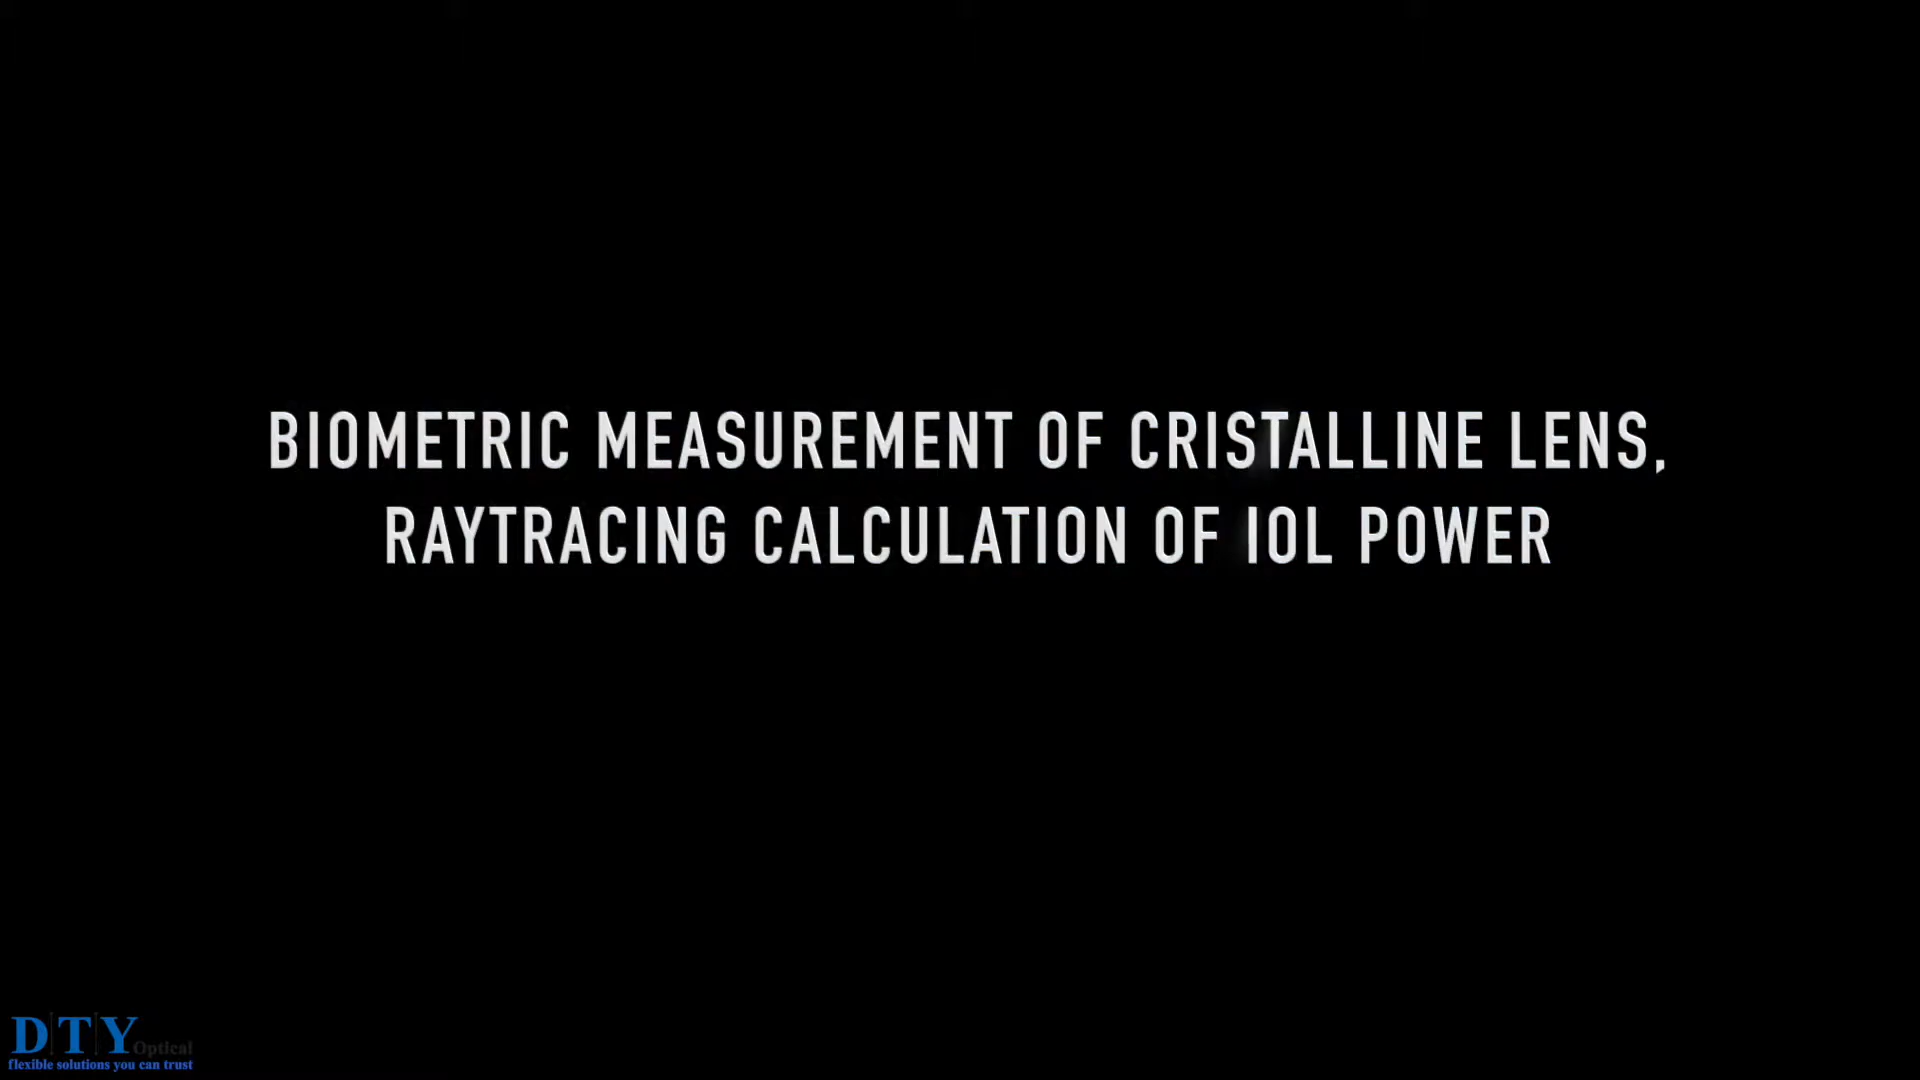 BIOMETRIC MEASUREMENT OF CRISTALLINE LENS,
RAYTRACING CALCULATION OF IOL POWER
DTY Optical
flexible solutions you can trust